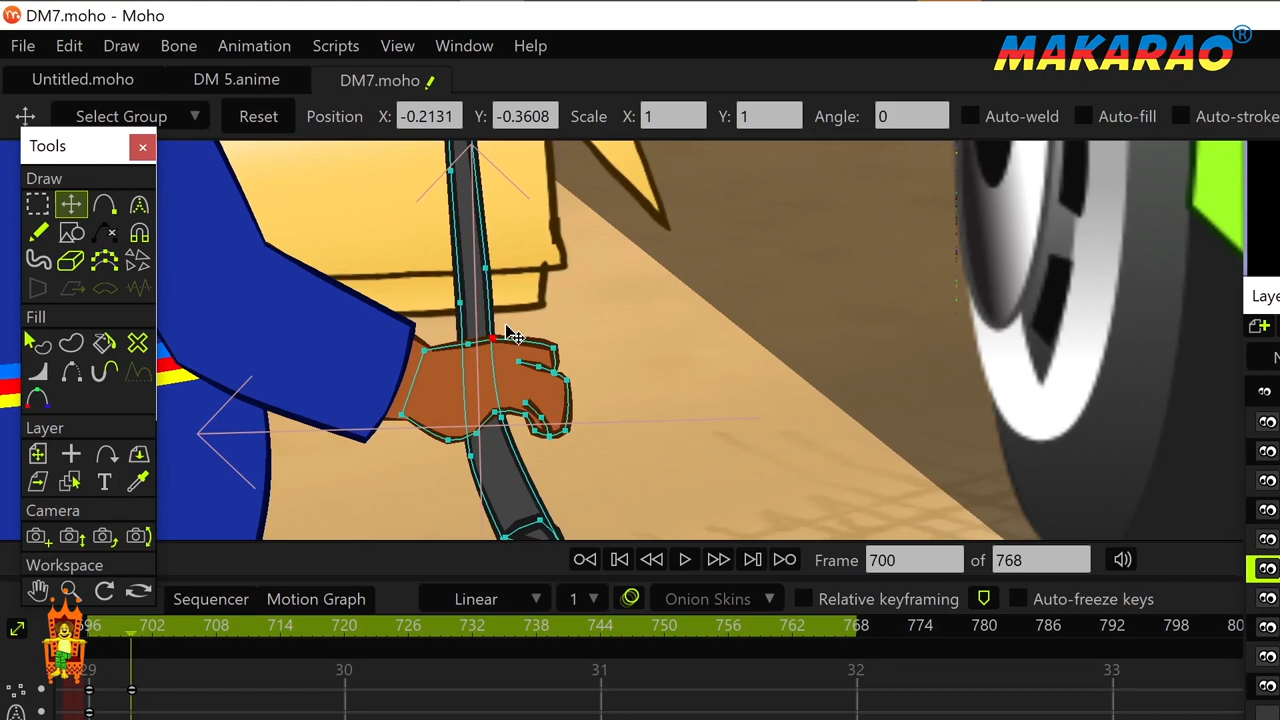 DM7.moho - Moho
File Edit Draw Bone Animation Scripts View Window Help
MAKARAO®
Untitled.moho DM 5.anime DM7.moho
Select Group Reset Position X: -0.2131 Y: -0.3608 Scale X: 1 Y: 1 Angle: 0 Auto-weld Auto-fill Auto-stroke
Tools
Draw
Fill
Layer
Camera
Workspace
Laye
N
Frame 700 of 768
Sequencer Motion Graph Linear 1 Onion Skins Relative keyframing Auto-freeze keys
96 702 708 714 720 726 732 738 744 750 756 762 768 774 780 786 792 798 80
29 30 31 32 33